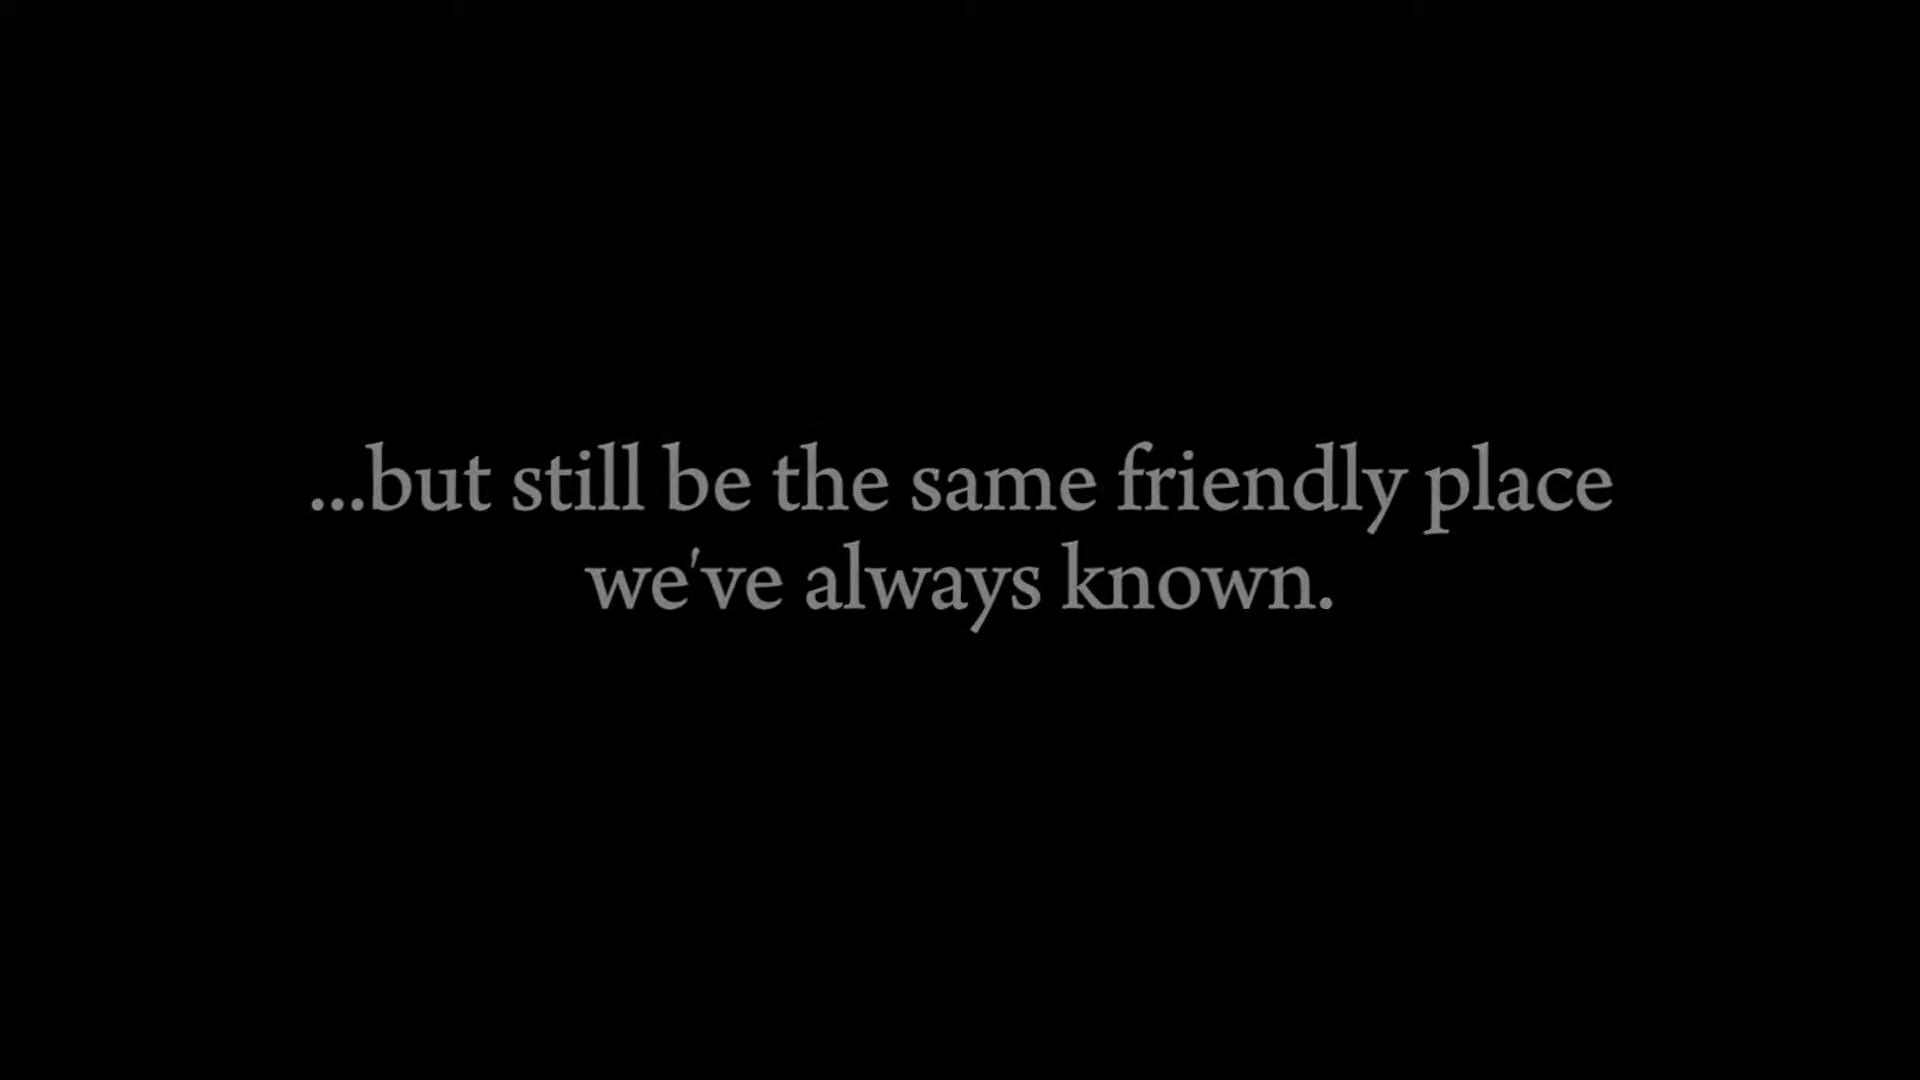 ...but still be the same friendly place
we've always known.